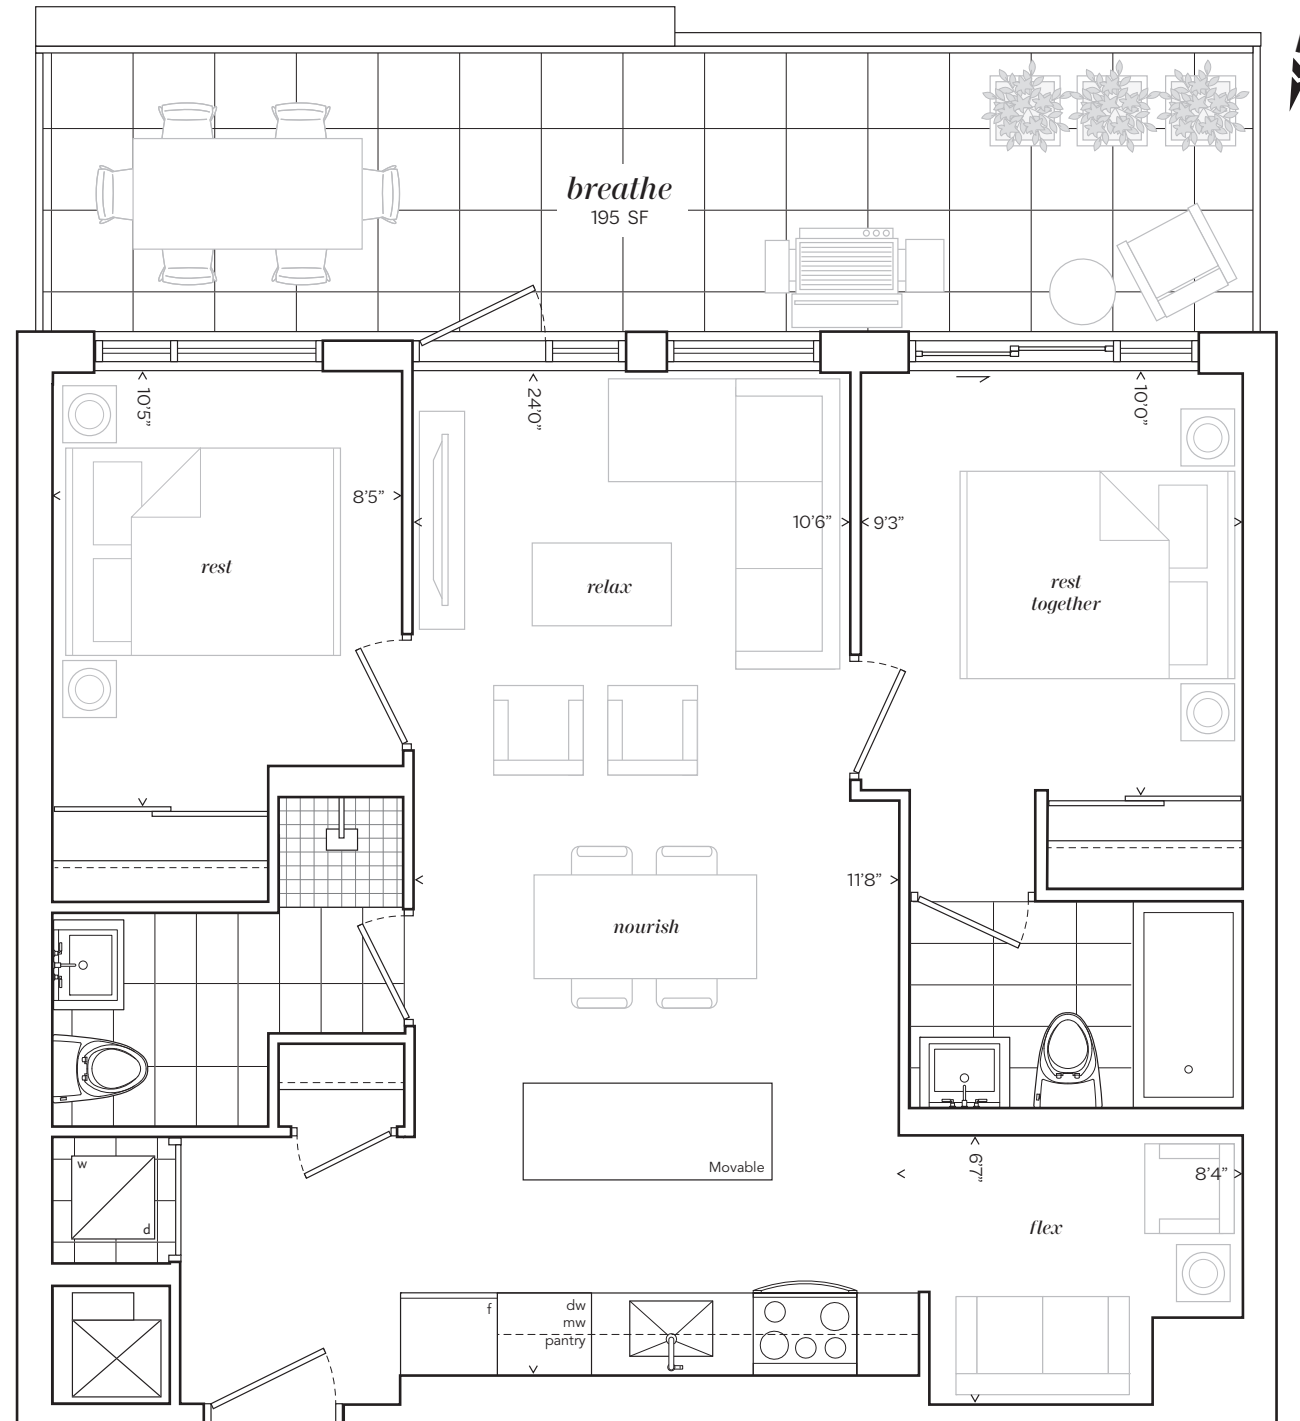 breathe
195 SF
10'5"
24'0"
10'0"
8'5"
10'6"
9'3"
rest
relax
rest
together
11'8"
nourish
Movable
w
d
6'7"
8'4"
flex
f
dw
mw
pantry